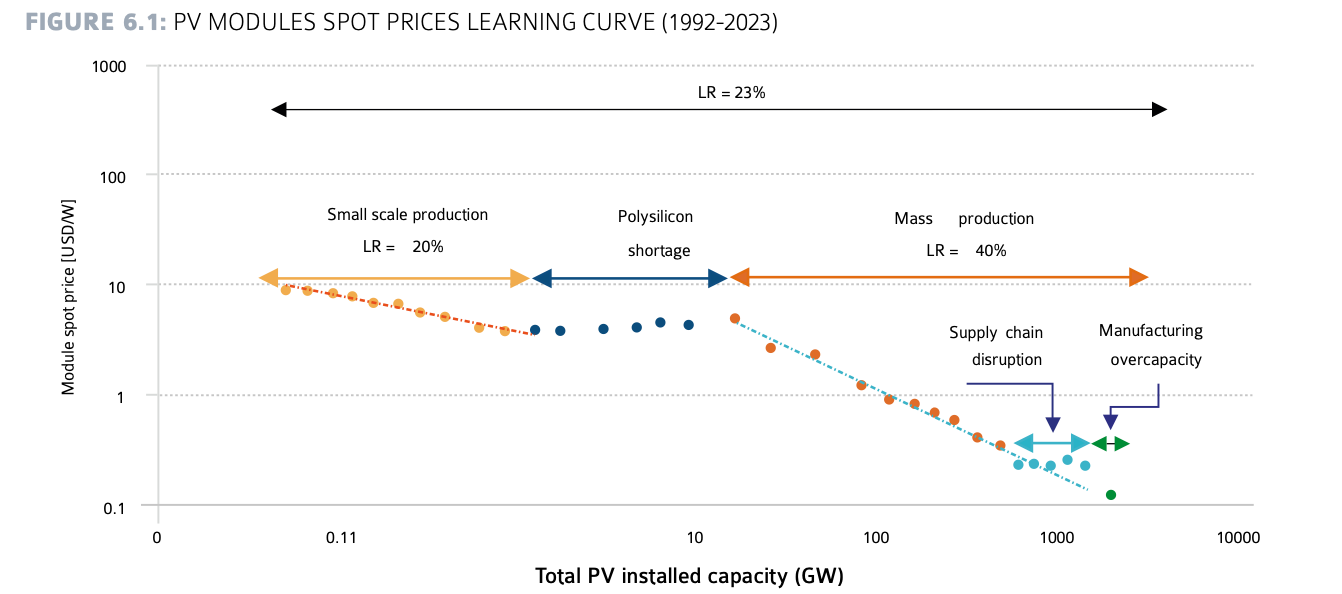 FIGURE 6.1: PV MODULES SPOT PRICES LEARNING CURVE (1992-2023)
1000
LR = 23%
100
Module spot price [USD/W]
Small scale production
LR = 20%
Polysilicon
shortage
Mass production
LR = 40%
10
Supply chain
disruption
Manufacturing
overcapacity
1
0.1
0
0.11
10
100
1000
10000
Total PV installed capacity (GW)